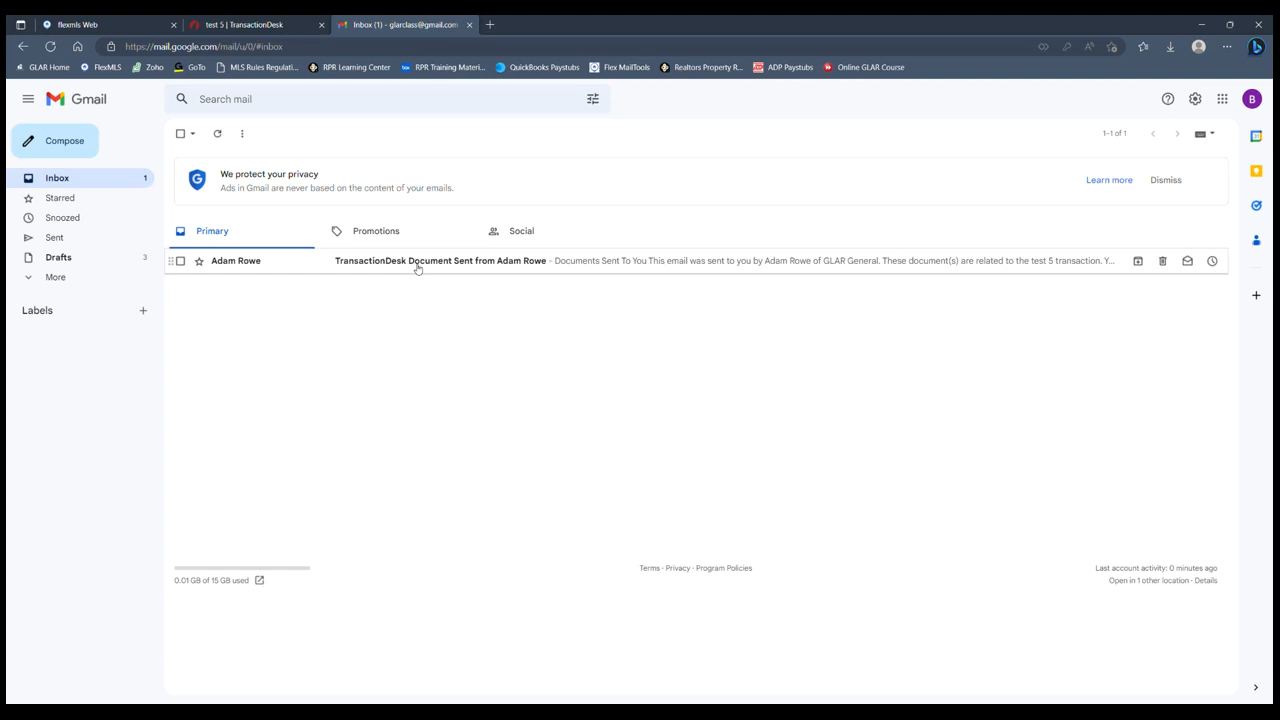 flexmls Web
test 5 | TransactionDesk
Inbox (1) - glarclass@gmail.com
https://mail.google.com/mail/u/0/#inbox
GLAR Home
FlexMLS
Zoho
GoTo
MLS Rules Regulati...
RPR Learning Center
RPR Training Materi...
QuickBooks Paystubs
Flex MailTools
Realtors Property R...
ADP Paystubs
Online GLAR Course
Gmail
Search mail
B
Compose
1-1 of 1
Inbox 1
We protect your privacy
Ads in Gmail are never based on the content of your emails.
Learn more
Dismiss
Starred
Snoozed
Sent
Drafts 3
More
Labels
Primary
Promotions
Social
Adam Rowe TransactionDesk Document Sent from Adam Rowe - Documents Sent To You This email was sent to you by Adam Rowe of GLAR General. These document(s) are related to the test 5 transaction. Y...
0.01 GB of 15 GB used
Terms · Privacy · Program Policies
Last account activity: 0 minutes ago
Open in 1 other location · Details